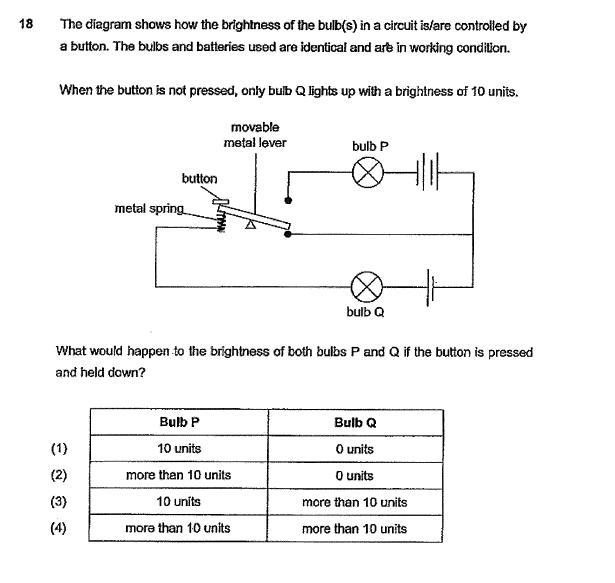 18 The diagram shows how the brightness of the bulb(s) in a circuit is/are controlled by
a button. The bulbs and batteries used are identical and are in working condition.
When the button is not pressed, only bulb Q lights up with a brightness of 10 units.
movable
metal lever
bulb P
button
metal spring
bulb Q
What would happen to the brightness of both bulbs P and Q if the button is pressed
and held down?
Bulb P Bulb Q
(1) 10 units 0 units
(2) more than 10 units 0 units
(3) 10 units more than 10 units
(4) more than 10 units more than 10 units